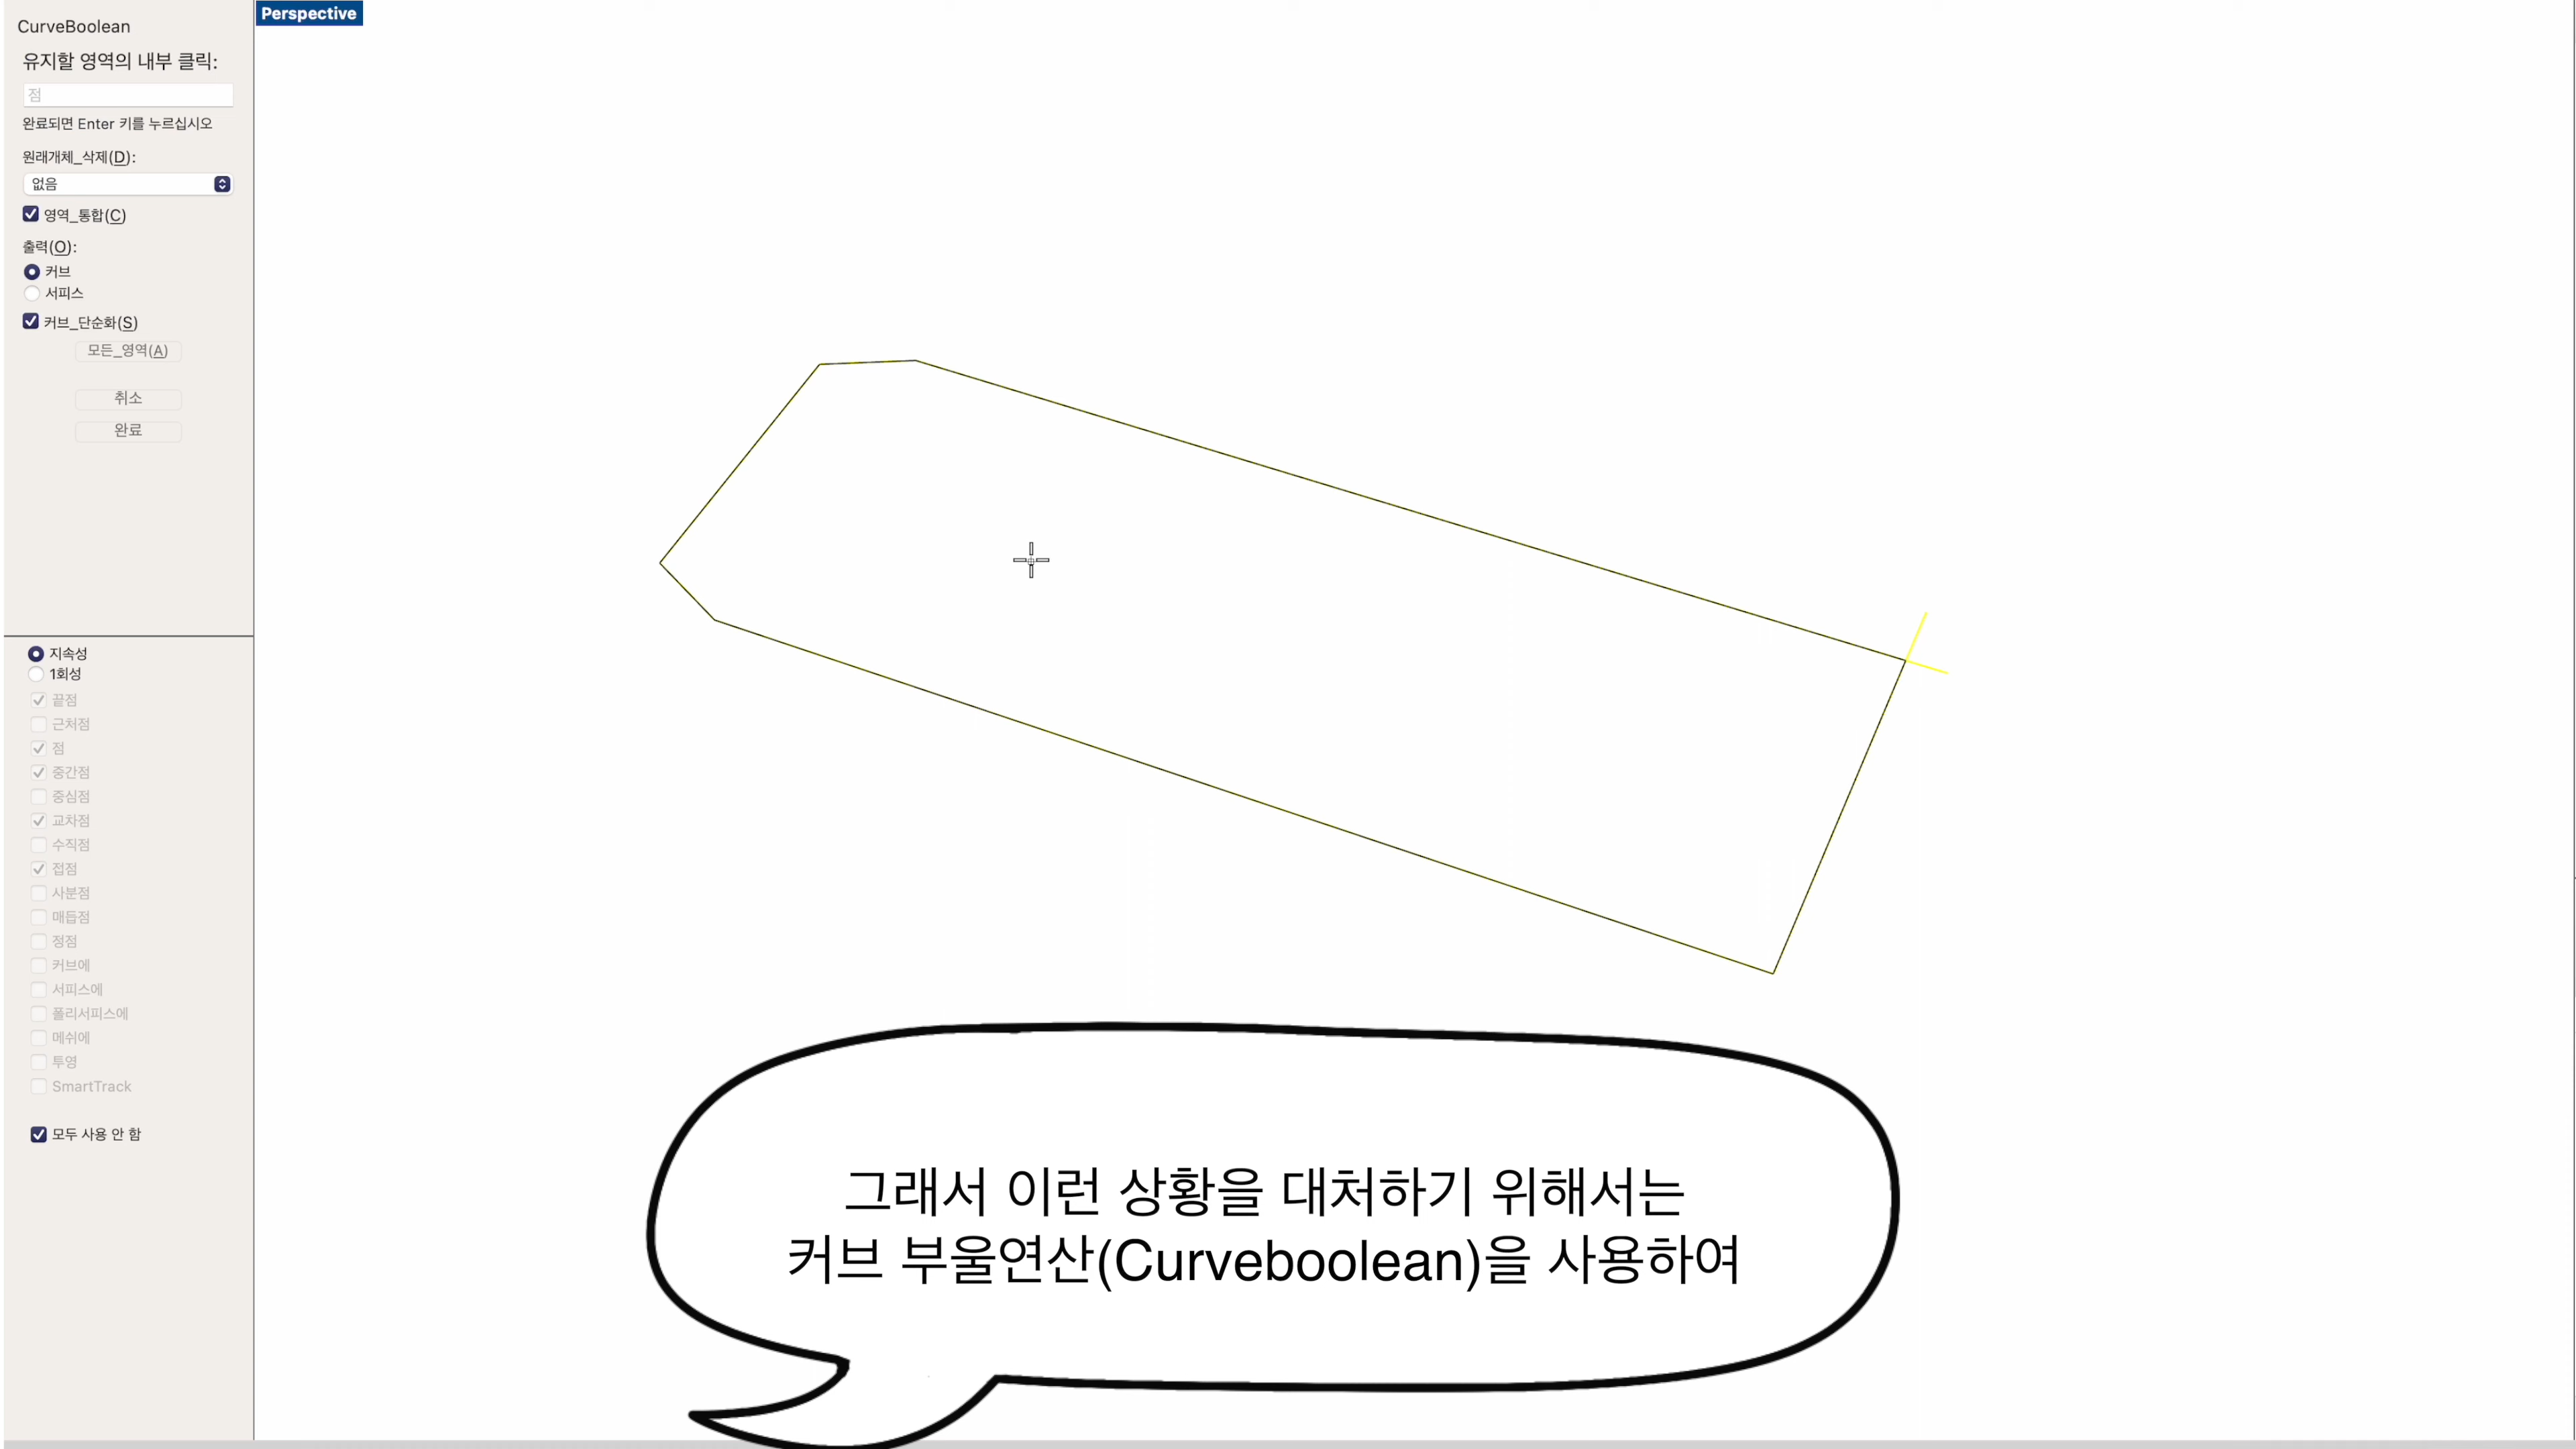 Perspective
CurveBoolean
유지할 영역의 내부 클릭:
점
완료되면 Enter 키를 누르십시오
원래개체_삭제(D):
없음
영역_통합(C)
출력(O):
커브
서피스
커브_단순화(S)
모든_영역(A)
취소
완료
지속성
1회성
끝점
근처점
점
중간점
중심점
교차점
수직점
접점
사분점
매듭점
정점
커브에
서피스에
폴리서피스에
메쉬에
투영
SmartTrack
모두 사용 안 함
그래서 이런 상황을 대처하기 위해서는
커브 부울연산(Curveboolean)을 사용하여